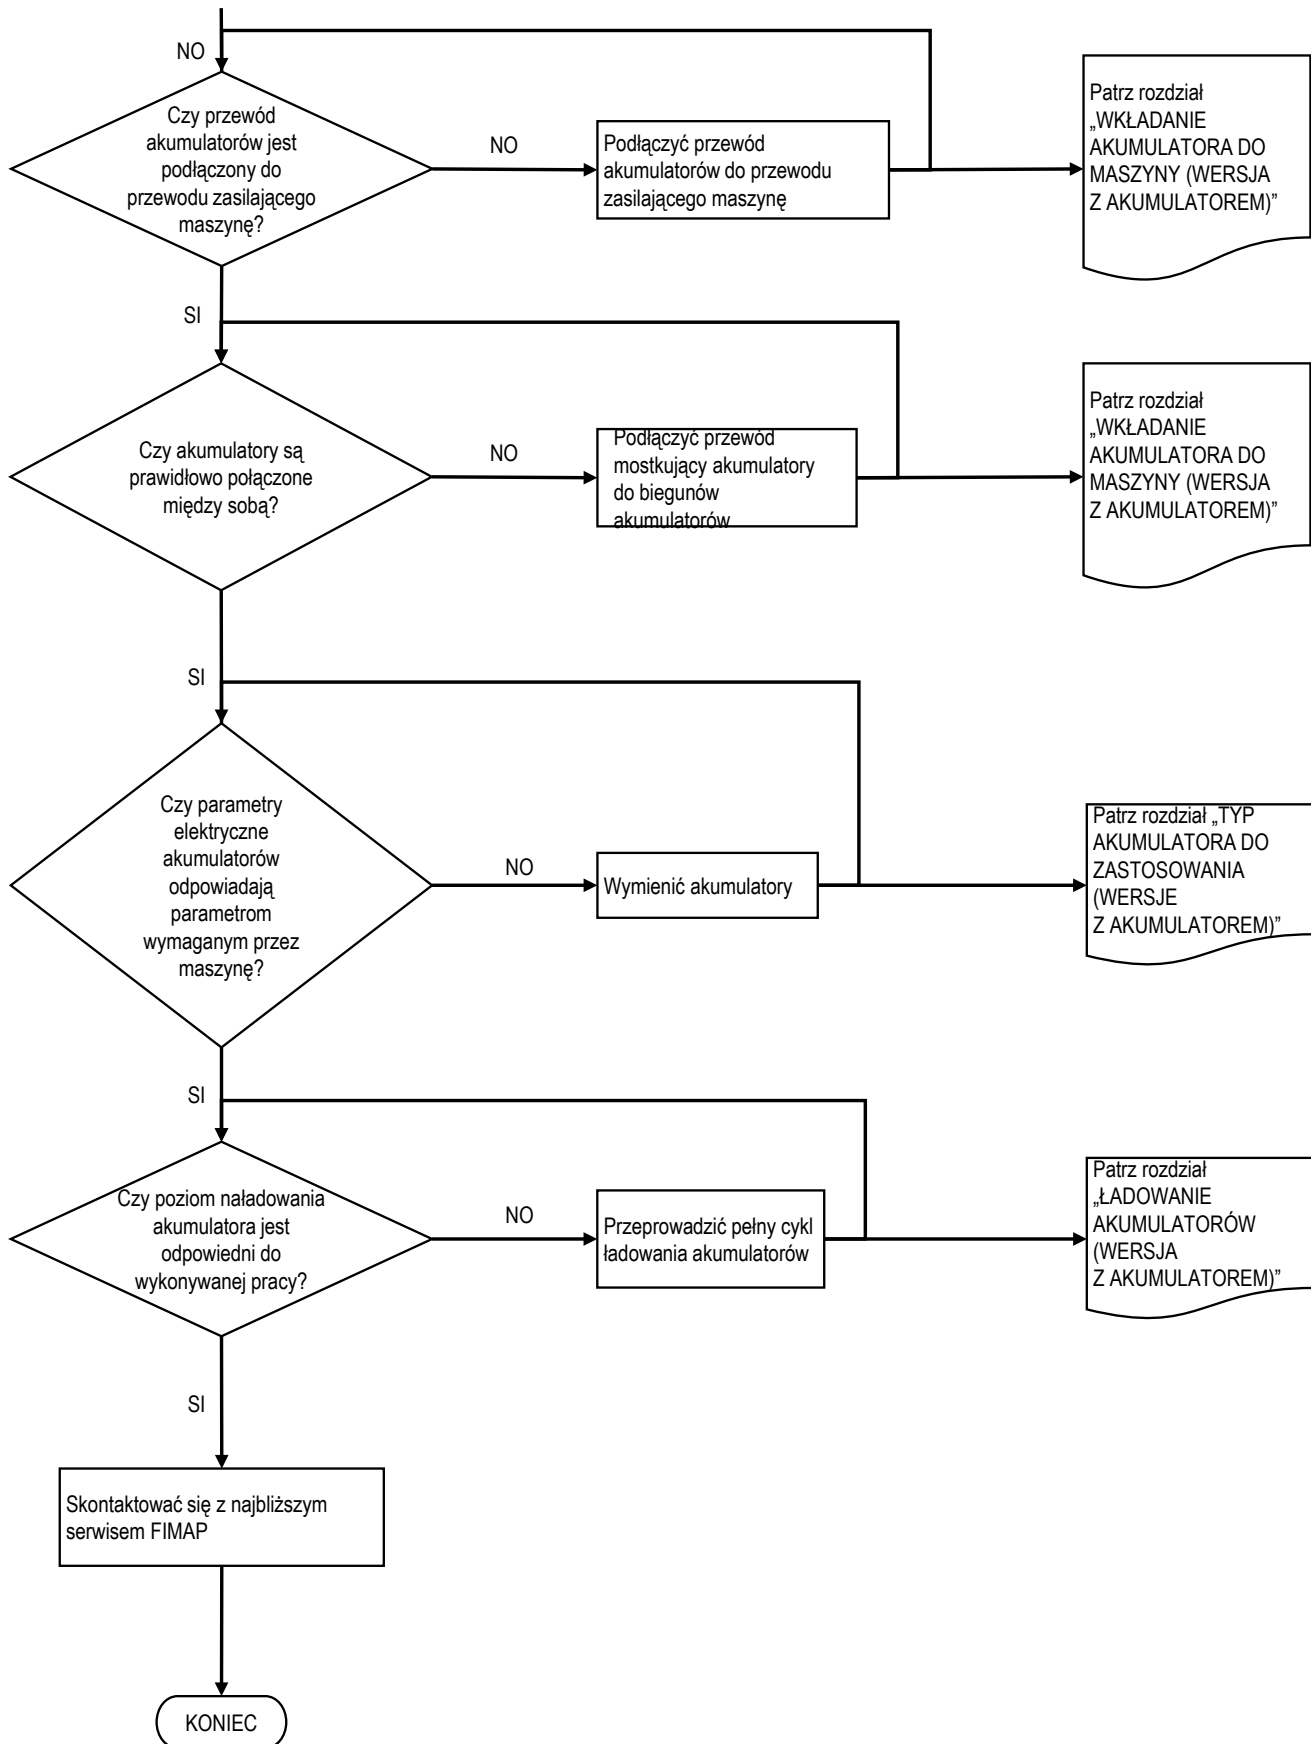 NO
Czy przewód
akumulatorów jest
podłączony do
przewodu zasilającego
maszynę?
NO
Podłączyć przewód
akumulatorów do przewodu
zasilającego maszynę
Patrz rozdział
„WKŁADANIE
AKUMULATORA DO
MASZYNY (WERSJA
Z AKUMULATOREM)”
SI
Czy akumulatory są
prawidłowo połączone
między sobą?
NO
Podłączyć przewód
mostkujący akumulatory
do biegunów
akumulatorów
Patrz rozdział
„WKŁADANIE
AKUMULATORA DO
MASZYNY (WERSJA
Z AKUMULATOREM)”
SI
Czy parametry
elektryczne
akumulatorów
odpowiadają
parametrom
wymaganym przez
maszynę?
NO
Wymienić akumulatory
Patrz rozdział „TYP
AKUMULATORA DO
ZASTOSOWANIA
(WERSJE
Z AKUMULATOREM)”
SI
Czy poziom naładowania
akumulatora jest
odpowiedni do
wykonywanej pracy?
NO
Przeprowadzić pełny cykl
ładowania akumulatorów
Patrz rozdział
„ŁADOWANIE
AKUMULATORÓW
(WERSJA
Z AKUMULATOREM)”
SI
Skontaktować się z najbliższym
serwisem FIMAP
KONIEC